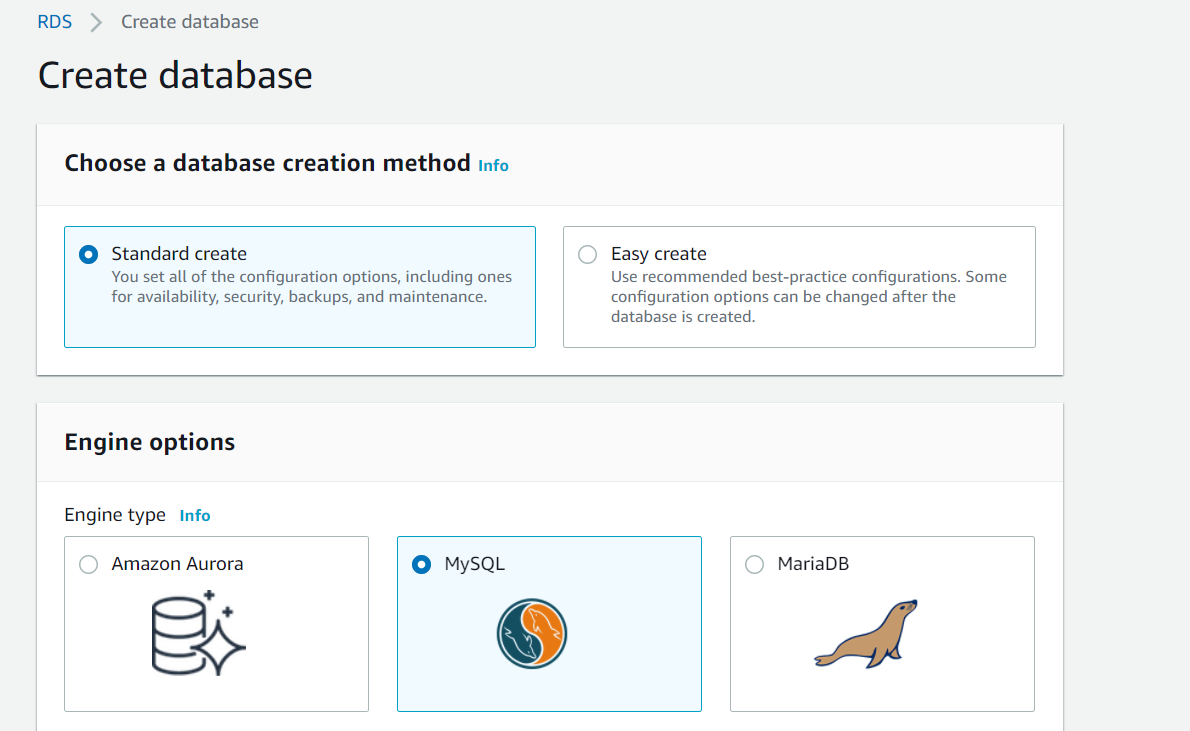 RDS > Create database
Create database
Choose a database creation method Info
Standard create
You set all of the configuration options, including ones
for availability, security, backups, and maintenance.
Easy create
Use recommended best-practice configurations. Some
configuration options can be changed after the
database is created.
Engine options
Engine type Info
Amazon Aurora
MySQL
MariaDB